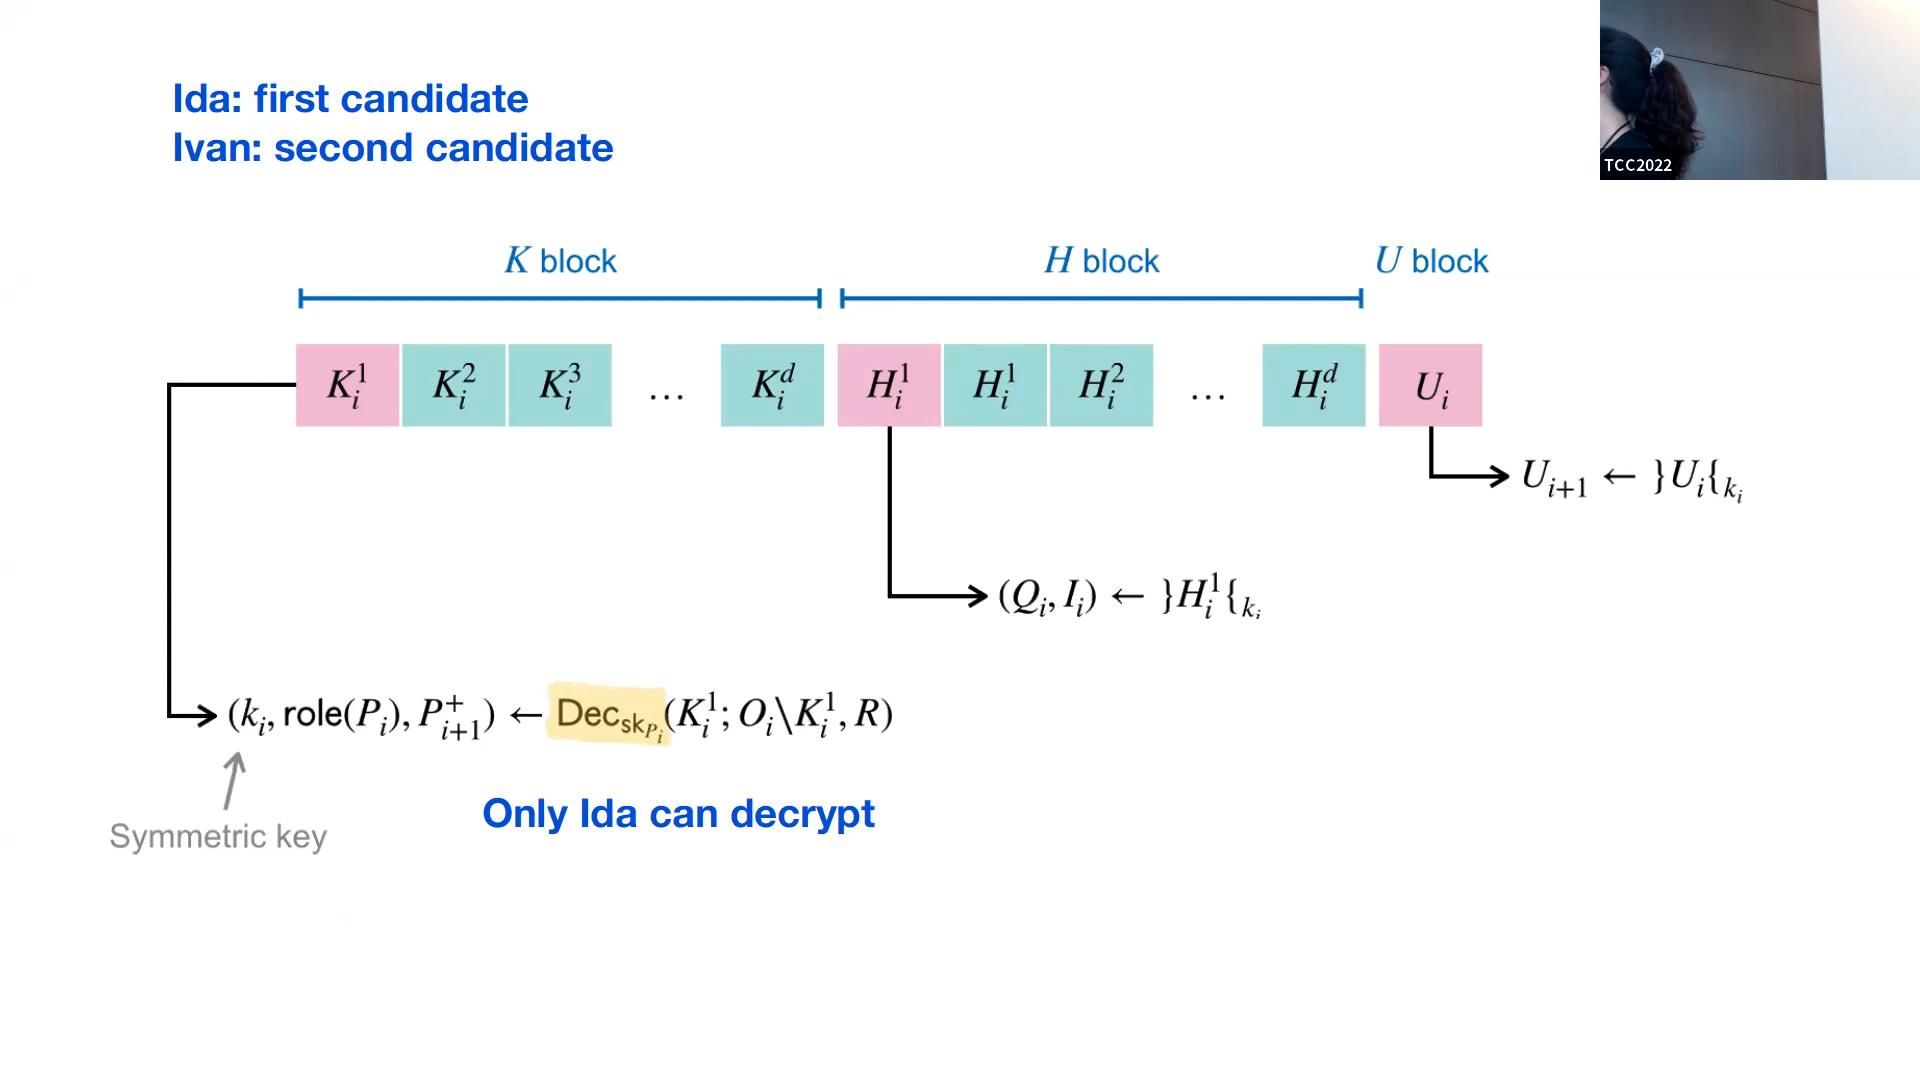 Ida: first candidate
Ivan: second candidate
TCC2022
K block H block U block
K_i^1 K_i^2 K_i^3 … K_i^d H_i^1 H_i^1 H_i^2 … H_i^d U_i
U_{i+1} ← }U_i{_{k_i}
(Q_i, I_i) ← }H_i^1{_{k_i}
(k_i, role(P_i), P_{i+1}^+) ← Dec_{sk_{P_i}}(K_i^1; O_i\K_i^1, R)
Symmetric key
Only Ida can decrypt